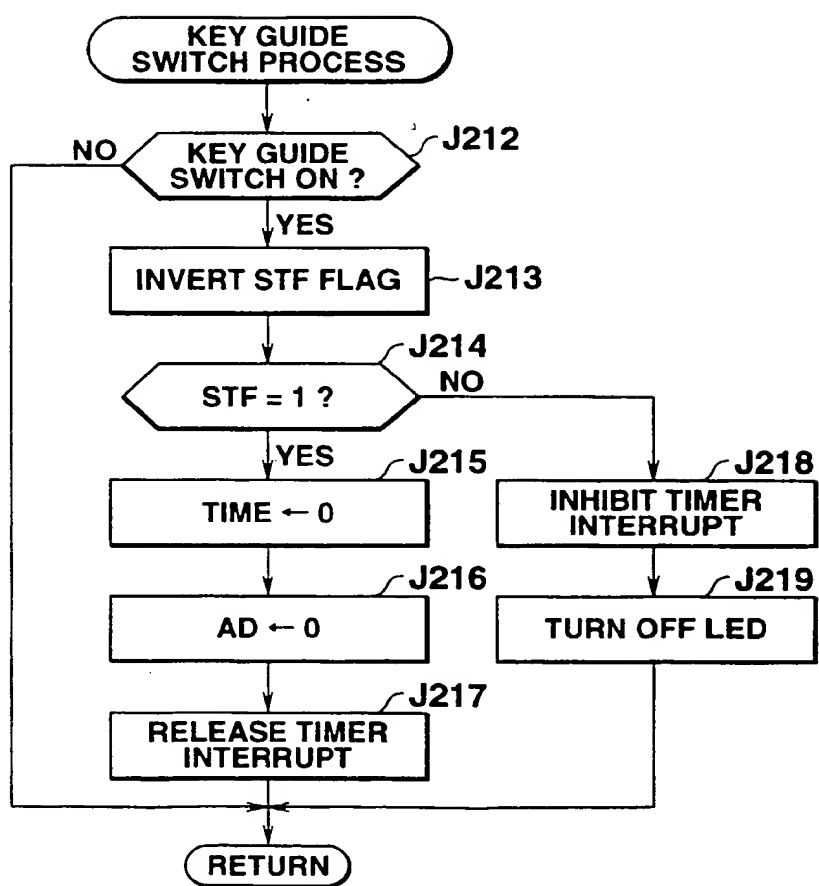 KEY GUIDE
SWITCH PROCESS
J212
NO
KEY GUIDE
SWITCH ON ?
YES
INVERT STF FLAG
J213
J214
NO
STF = 1 ?
YES
J215
TIME ← 0
J218
INHIBIT TIMER
INTERRUPT
J216
AD ← 0
J219
TURN OFF LED
J217
RELEASE TIMER
INTERRUPT
RETURN